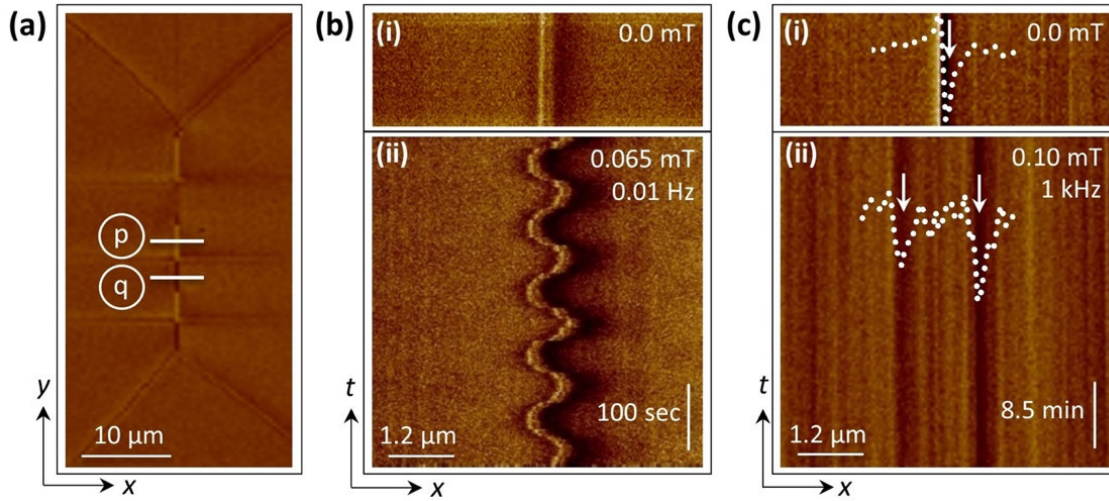 (a)
p
q
y
10 μm
x
(b)
(i)
0.0 mT
(ii)
0.065 mT
0.01 Hz
t
1.2 μm
100 sec
x
(c)
(i)
0.0 mT
(ii)
0.10 mT
1 kHz
t
1.2 μm
8.5 min
x